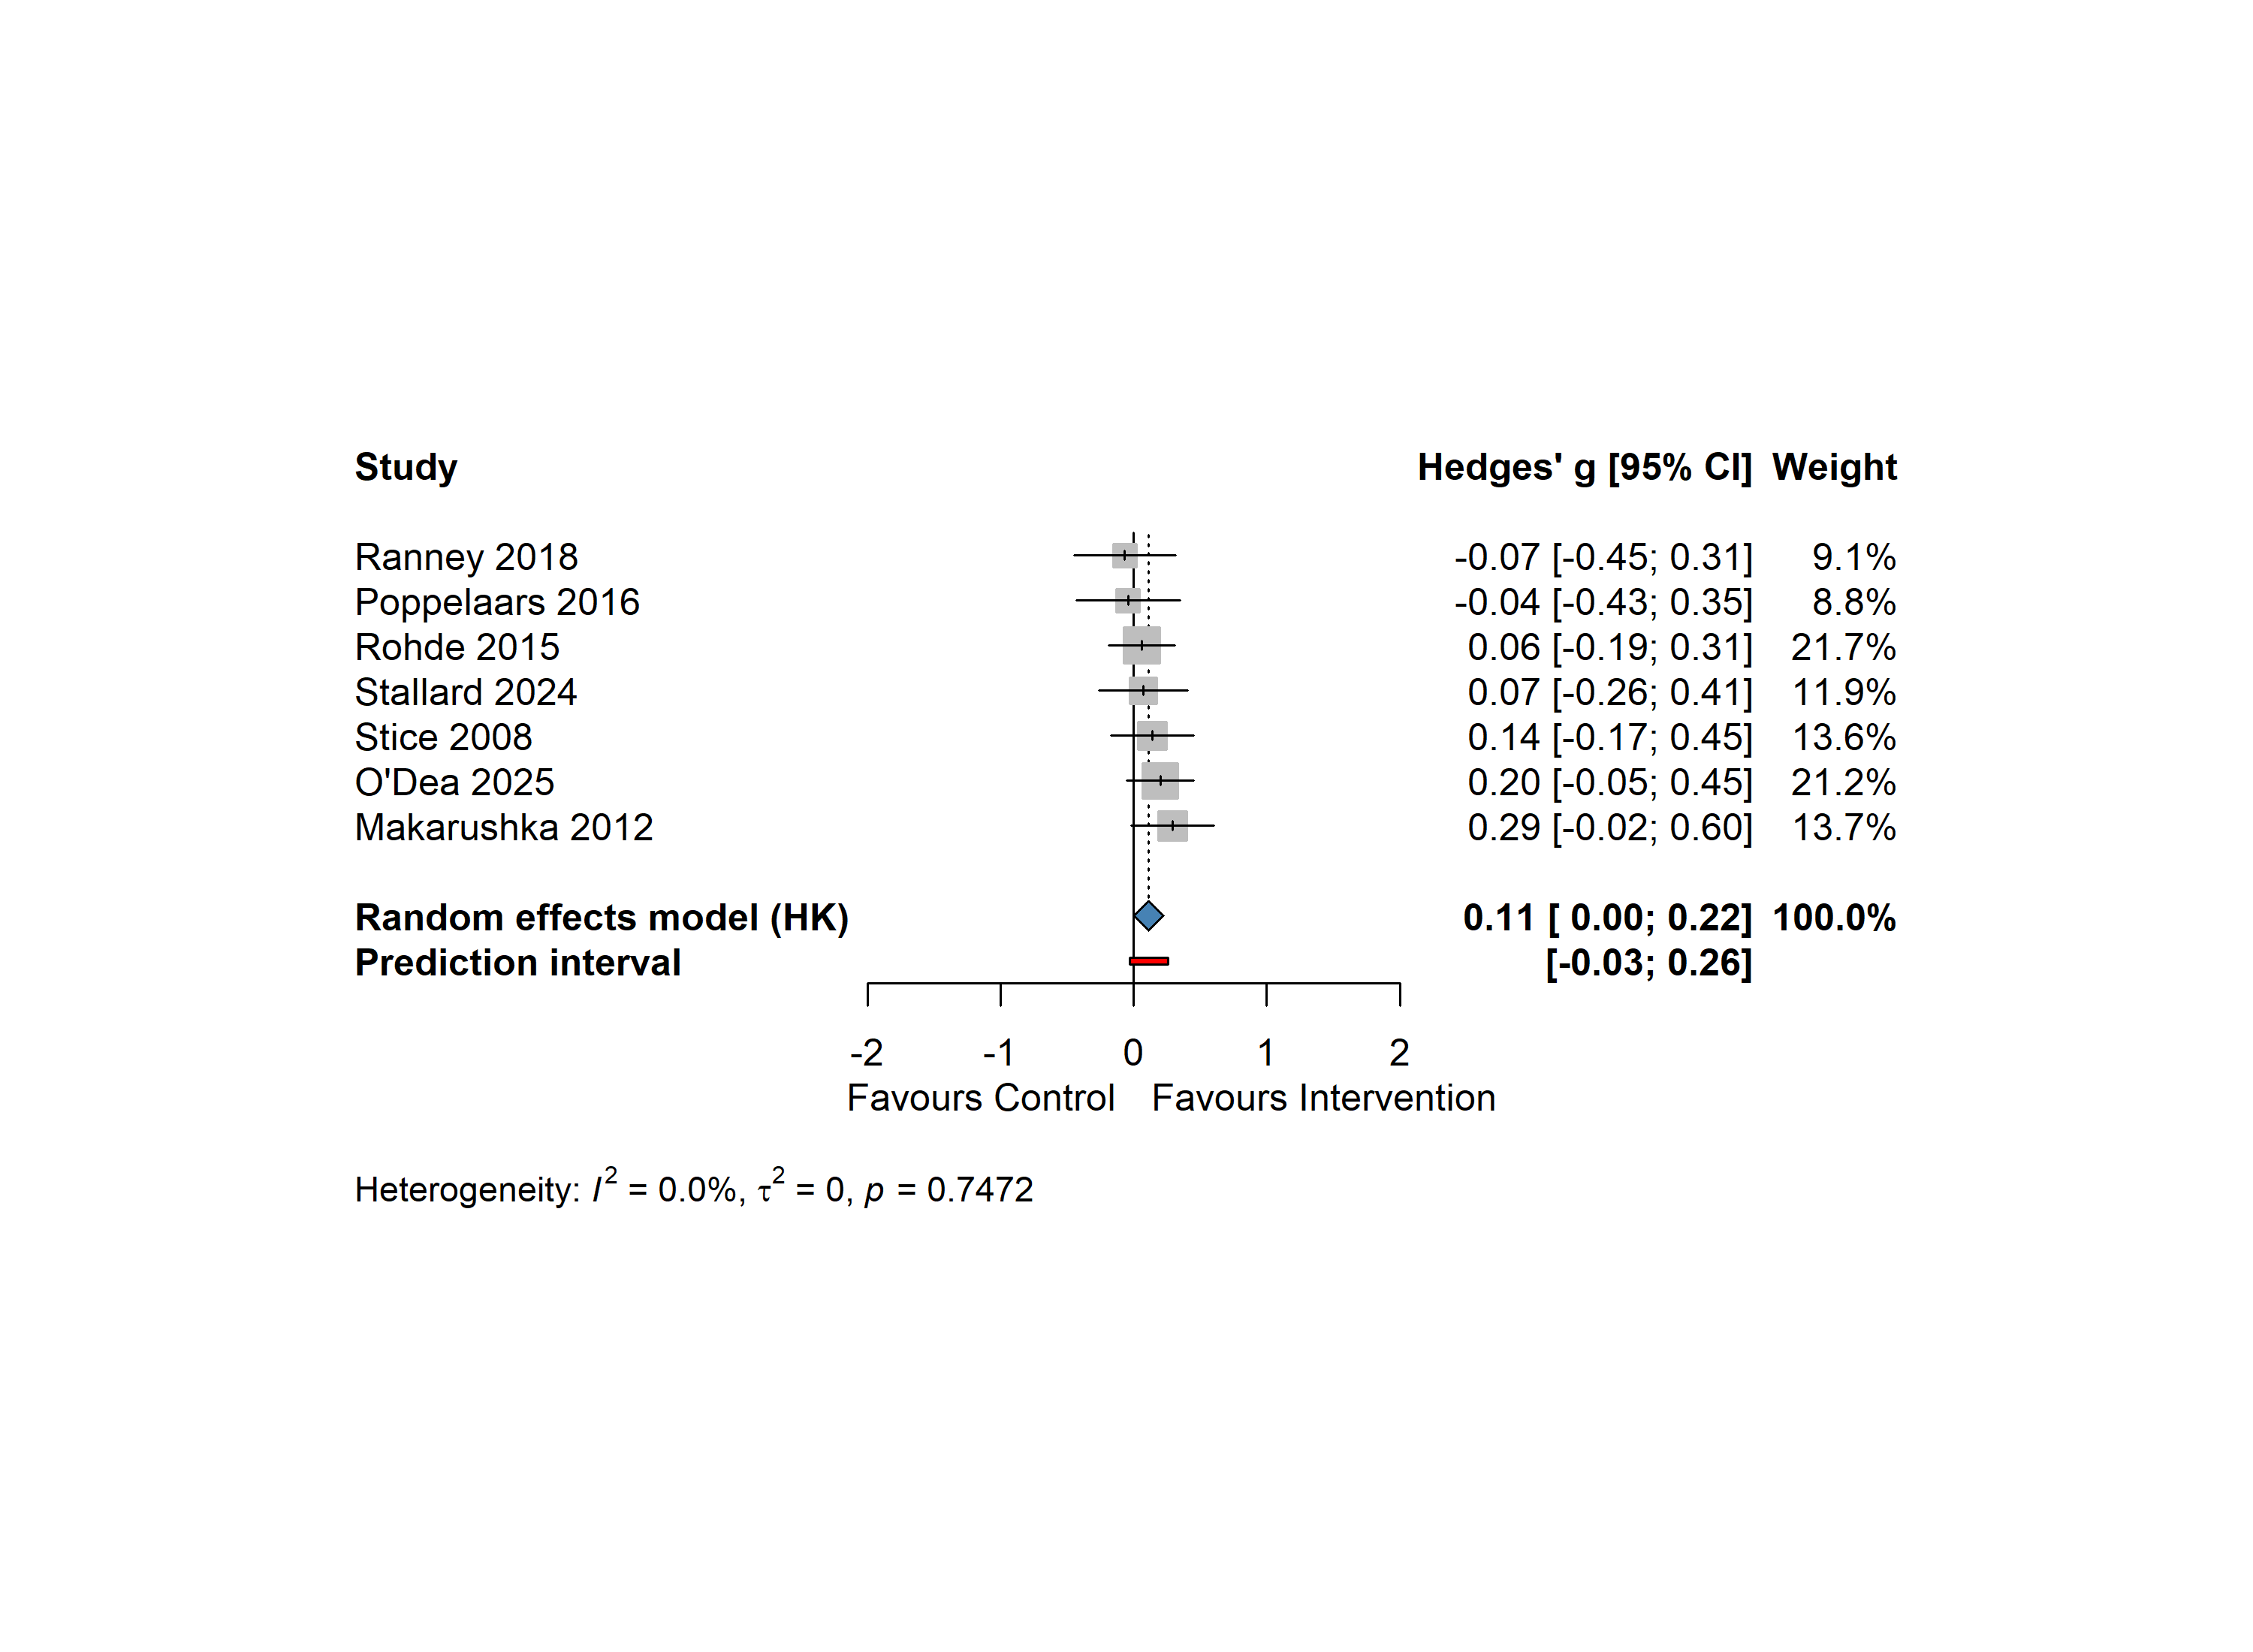 Study Hedges' g [95% CI] Weight
Ranney 2018 -0.07 [-0.45; 0.31] 9.1%
Poppelaars 2016 -0.04 [-0.43; 0.35] 8.8%
Rohde 2015 0.06 [-0.19; 0.31] 21.7%
Stallard 2024 0.07 [-0.26; 0.41] 11.9%
Stice 2008 0.14 [-0.17; 0.45] 13.6%
O'Dea 2025 0.20 [-0.05; 0.45] 21.2%
Makarushka 2012 0.29 [-0.02; 0.60] 13.7%
Random effects model (HK) 0.11 [ 0.00; 0.22] 100.0%
Prediction interval [-0.03; 0.26]
-2 -1 0 1 2
Favours Control Favours Intervention
Heterogeneity: I² = 0.0%, τ² = 0, p = 0.7472